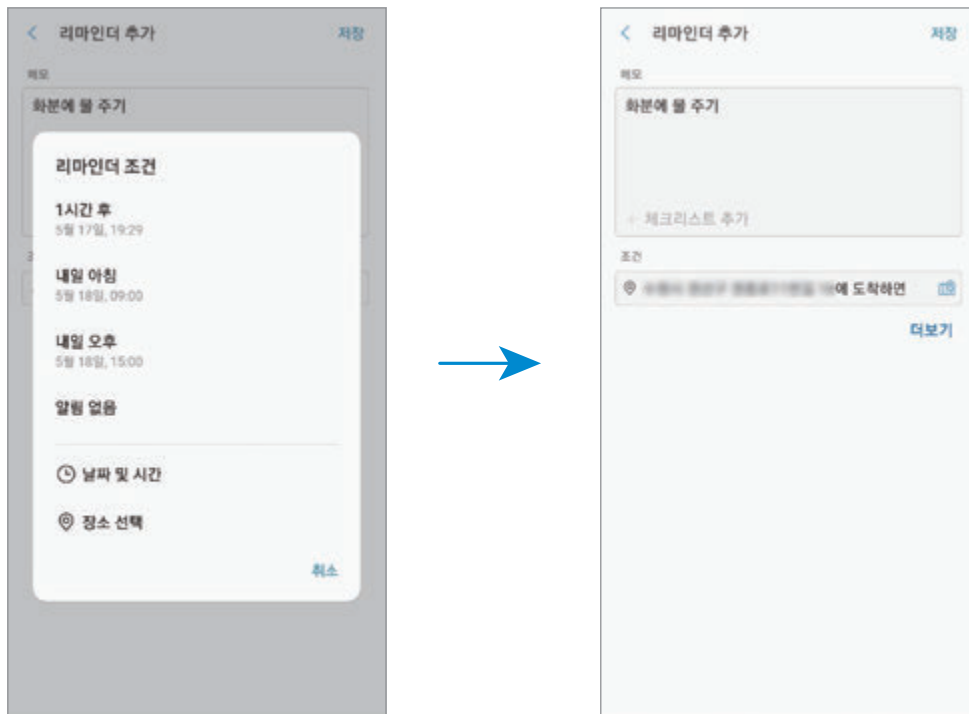 리마인더 추가
저장
메모
화분에 물 주기
리마인더 조건
1시간 후
5월 17일, 19:29
내일 아침
5월 18일, 09:00
내일 오후
5월 18일, 15:00
알림 없음
날짜 및 시간
장소 선택
취소
리마인더 추가
저장
메모
화분에 물 주기
+ 체크리스트 추가
조건
에 도착하면
더보기